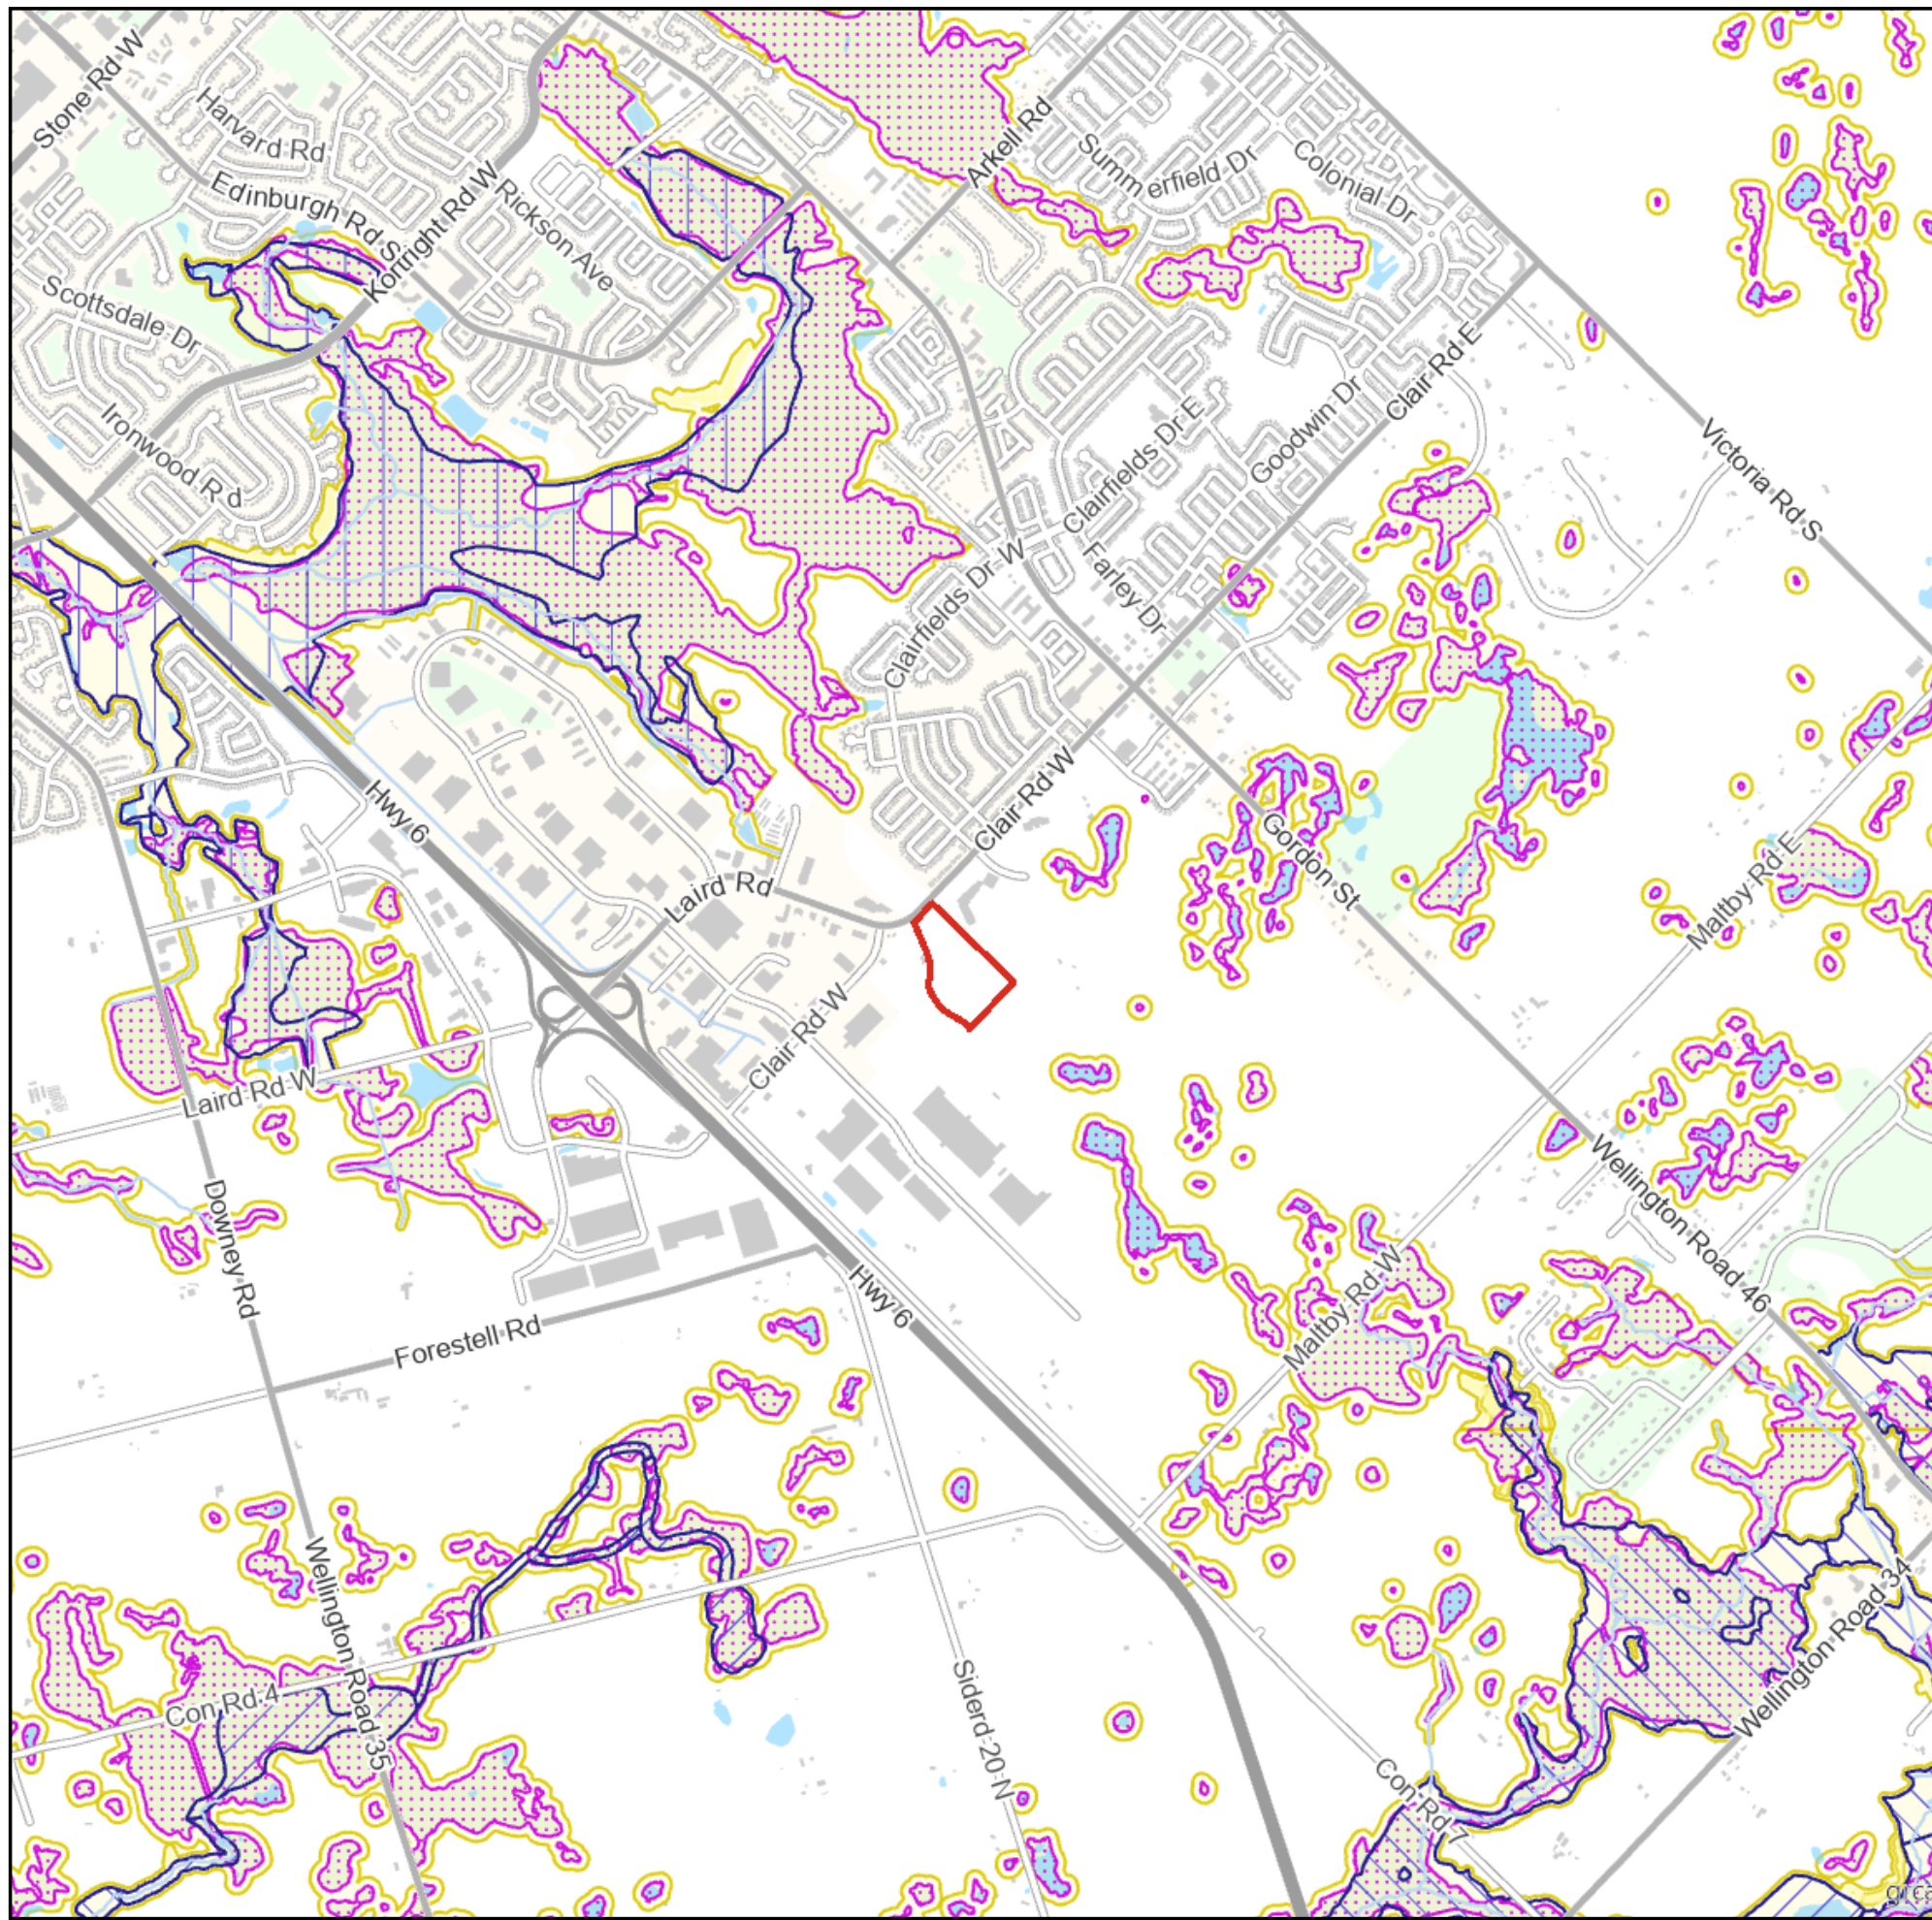 Stone Rd W
Harvard Rd
Edinburgh Rd S
Kortright Rd W
Rickson Ave
Scottsdale Dr
Ironwood Rd
Arkell Rd
Summerfield Dr
Colonial Dr
Clair Rd E
Goodwin Dr
Clairfields Dr E
Victoria Rd S
Farley Dr
Clairfields Dr W
Clair Rd W
Hwy 6
Laird Rd
Gordon St
Maltby Rd E
Clair Rd W
Laird Rd W
Downey Rd
Wellington Road 46
Hwy 6
Maltby Rd W
Forestell Rd
Wellington Road 35
Wellington Road 34
Con Rd 4
Siderd 20 N
Con Rd 7